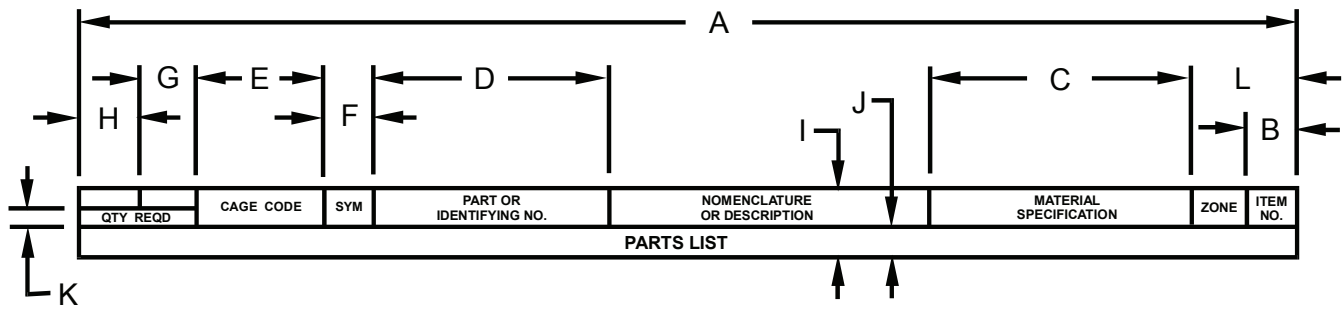 A
G
E
D
C
L
H
F
J
I
B
QTY REQD
CAGE CODE
SYM
PART OR
IDENTIFYING NO.
NOMENCLATURE
OR DESCRIPTION
MATERIAL
SPECIFICATION
ZONE
ITEM
NO.
PARTS LIST
K